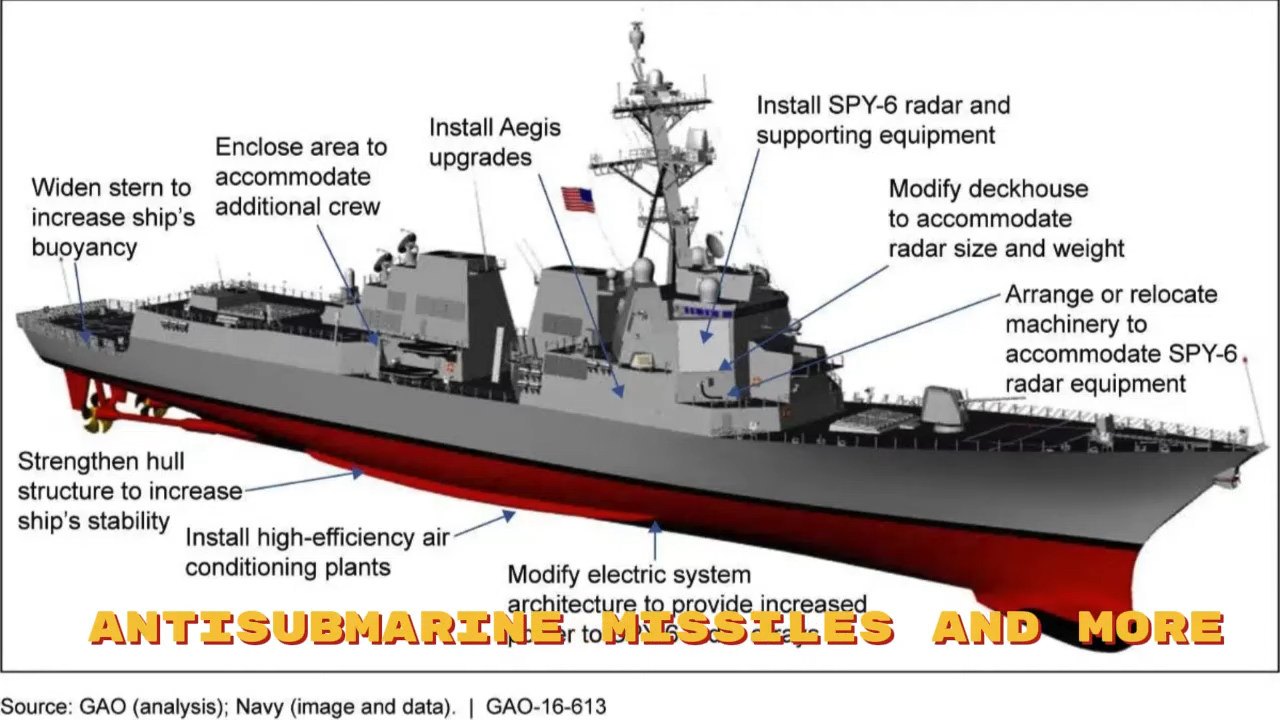 Install SPY-6 radar and
supporting equipment
Install Aegis
upgrades
Enclose area to
accommodate
additional crew
Widen stern to
increase ship's
buoyancy
Modify deckhouse
to accommodate
radar size and weight
Arrange or relocate
machinery to
accommodate SPY-6
radar equipment
Strengthen hull
structure to increase
ship's stability
Install high-efficiency air
conditioning plants
Modify electric system
architecture to provide increased
to
ANTISUBMARINE MISSILES AND MORE
Source: GAO (analysis); Navy (image and data). | GAO-16-613